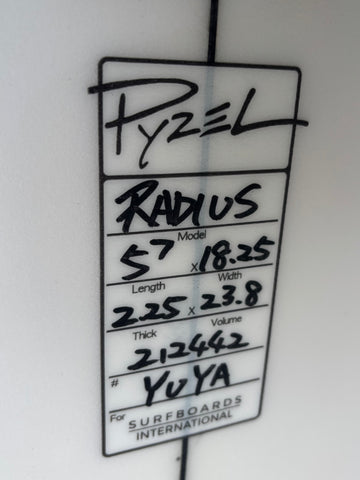 PYZEL
RADIUS
Model
5'7 x 18.25
Length Width
2.25 x 23.8
Thick Volume
212442
# YUYA
For SURFBOARDS
INTERNATIONAL